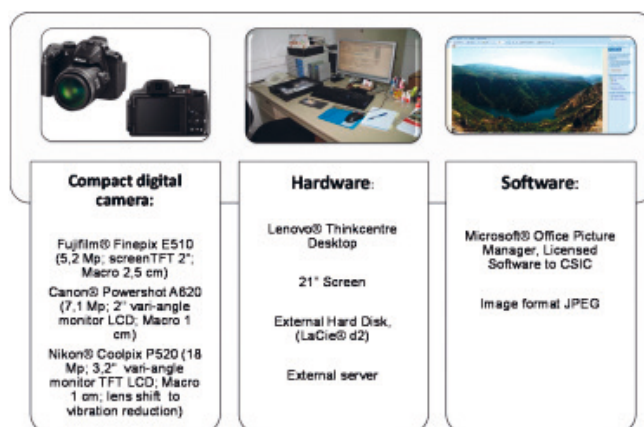 Compact digital
camera:
Fujifilm® Finepix E510
(5,2 Mp; screenTFT 2";
Macro 2,5 cm)
Canon® Powershot A620
(7,1 Mp; 2" vari-angle
monitor LCD; Macro 1
cm)
Nikon® Coolpix P520 (18
Mp; 3,2" vari-angle
monitor TFT LCD; Macro
1 cm; lens shift to
vibration reduction)
Hardware:
Lenovo® Thinkcentre
Desktop
21" Screen
External Hard Disk,
(LaCie® d2)
External server
Software:
Microsoft® Office Picture
Manager, Licensed
Software to CSIC
Image format JPEG